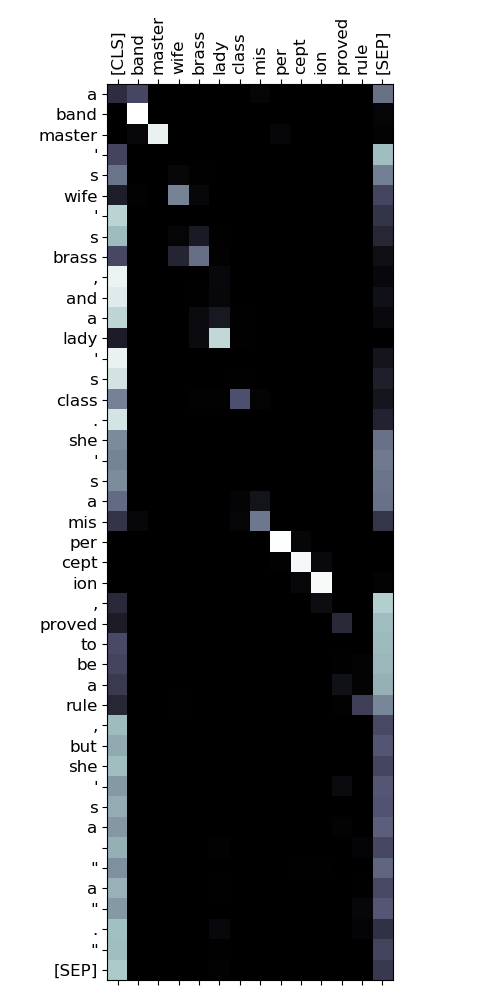 [CLS]
band
master
wife
brass
lady
class
mis
per
cept
ion
proved
rule
[SEP]
a
band
master
'
s
wife
'
s
brass
,
and
a
lady
'
s
class
.
she
'
s
a
mis
per
cept
ion
,
proved
to
be
a
rule
,
but
she
'
s
a
"
a
"
.
"
[SEP]